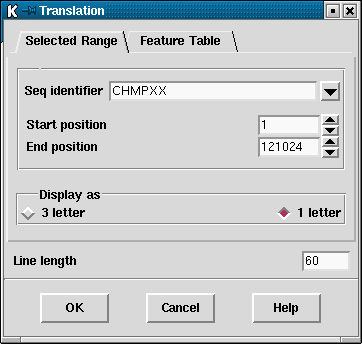 K Translation
Selected Range Feature Table
Seq identifier CHMPXX
Start position 1
End position 121024
Display as
3 letter 1 letter
Line length 60
OK Cancel Help